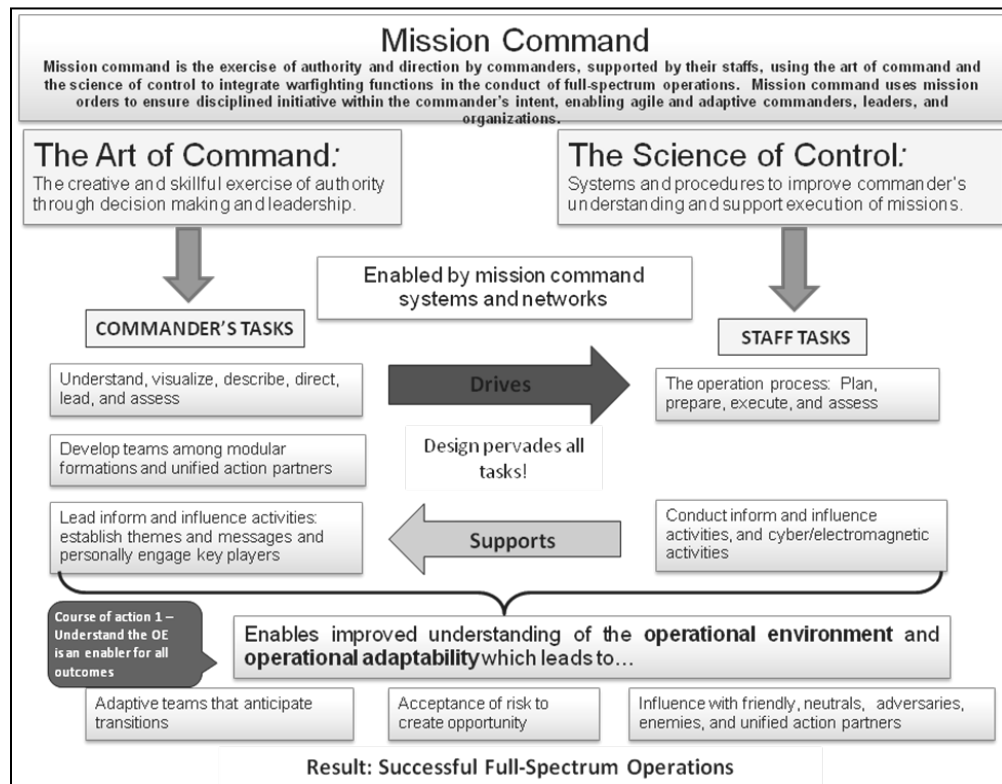 Mission Command
Mission command is the exercise of authority and direction by commanders, supported by their staffs, using the art of command and
the science of control to integrate warfighting functions in the conduct of full-spectrum operations. Mission command uses mission
orders to ensure disciplined initiative within the commander's intent, enabling agile and adaptive commanders, leaders, and
organizations.
The Art of Command:
The creative and skillful exercise of authority
through decision making and leadership.
The Science of Control:
Systems and procedures to improve commander's
understanding and support execution of missions.
Enabled by mission command
systems and networks
COMMANDER'S TASKS
STAFF TASKS
Understand, visualize, describe, direct,
lead, and assess
Drives
The operation process: Plan,
prepare, execute, and assess
Develop teams among modular
formations and unified action partners
Design pervades all
tasks!
Lead inform and influence activities:
establish themes and messages and
personally engage key players
Supports
Conduct inform and influence
activities, and cyber/electromagnetic
activities
Course of action 1 –
Understand the OE
is an enabler for all
outcomes
Enables improved understanding of the operational environment and
operational adaptability which leads to…
Adaptive teams that anticipate
transitions
Acceptance of risk to
create opportunity
Influence with friendly, neutrals, adversaries,
enemies, and unified action partners
Result: Successful Full-Spectrum Operations